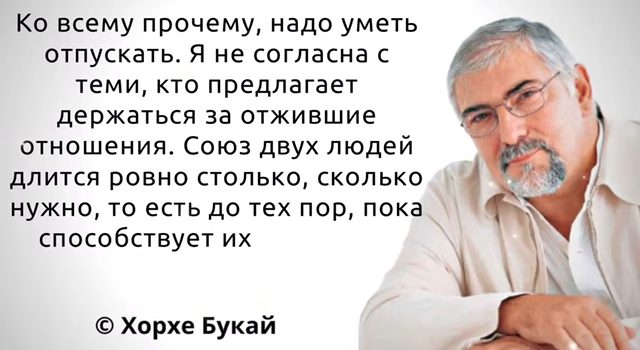 Ко всему прочему, надо уметь
отпускать. Я не согласна с
теми, кто предлагает
держаться за отжившие
отношения. Союз двух людей
длится ровно столько, сколько
нужно, то есть до тех пор, пока
способствует их
© Хорхе Букай